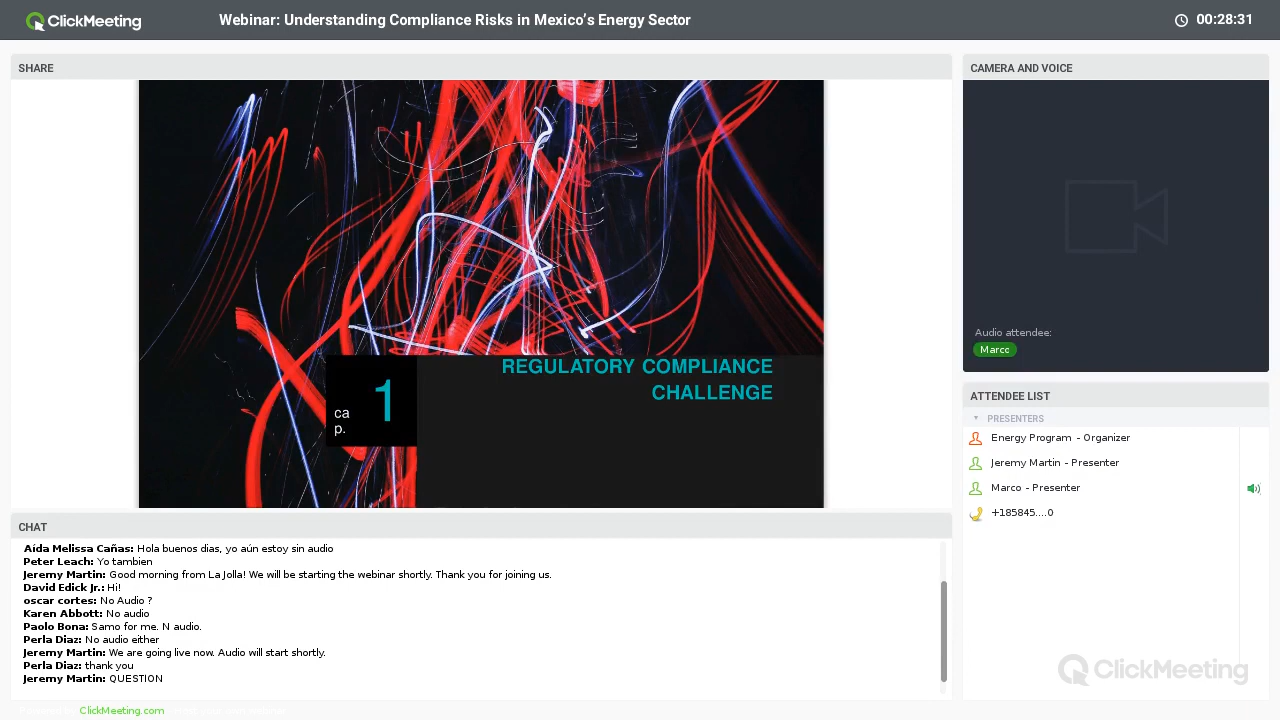 ClickMeeting
Webinar: Understanding Compliance Risks in Mexico’s Energy Sector
00:28:31
SHARE
REGULATORY COMPLIANCE
CHALLENGE
ca
p.
1
CHAT
Aída Melissa Cañas: Hola buenos dias, yo aún estoy sin audio
Peter Leach: Yo tambien
Jeremy Martin: Good morning from La Jolla! We will be starting the webinar shortly. Thank you for joining us.
David Edick Jr.: Hi!
oscar cortes: No Audio ?
Karen Abbott: No audio
Paolo Bona: Samo for me. N audio.
Perla Diaz: No audio either
Jeremy Martin: We are going live now. Audio will start shortly.
Perla Diaz: thank you
Jeremy Martin: QUESTION
CAMERA AND VOICE
Audio attendee:
Marco
ATTENDEE LIST
PRESENTERS
Energy Program - Organizer
Jeremy Martin - Presenter
Marco - Presenter
+185845....0
ClickMeeting
ClickMeeting.com